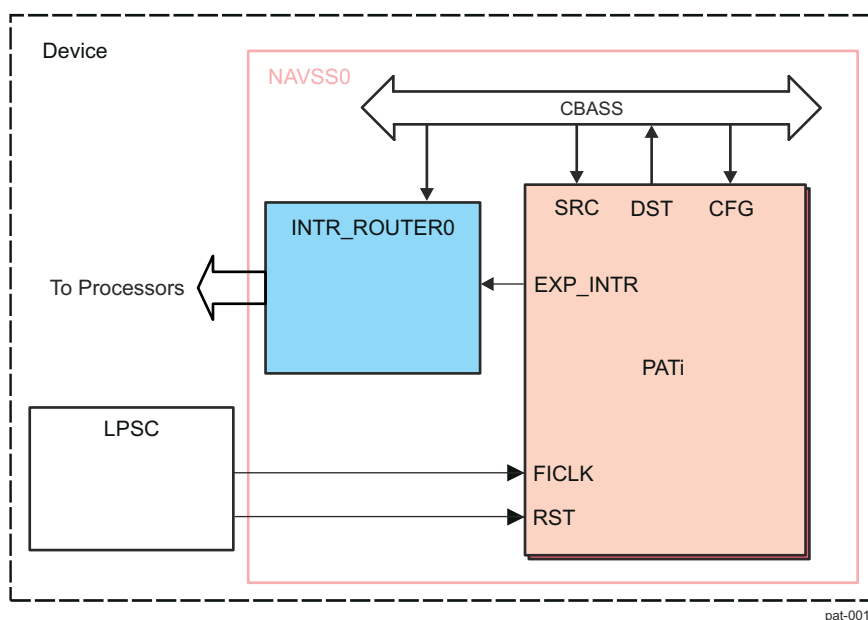 Device
NAVSS0
CBASS
SRC DST CFG
INTR_ROUTER0
To Processors
EXP_INTR
PATi
LPSC
FICLK
RST
pat-001